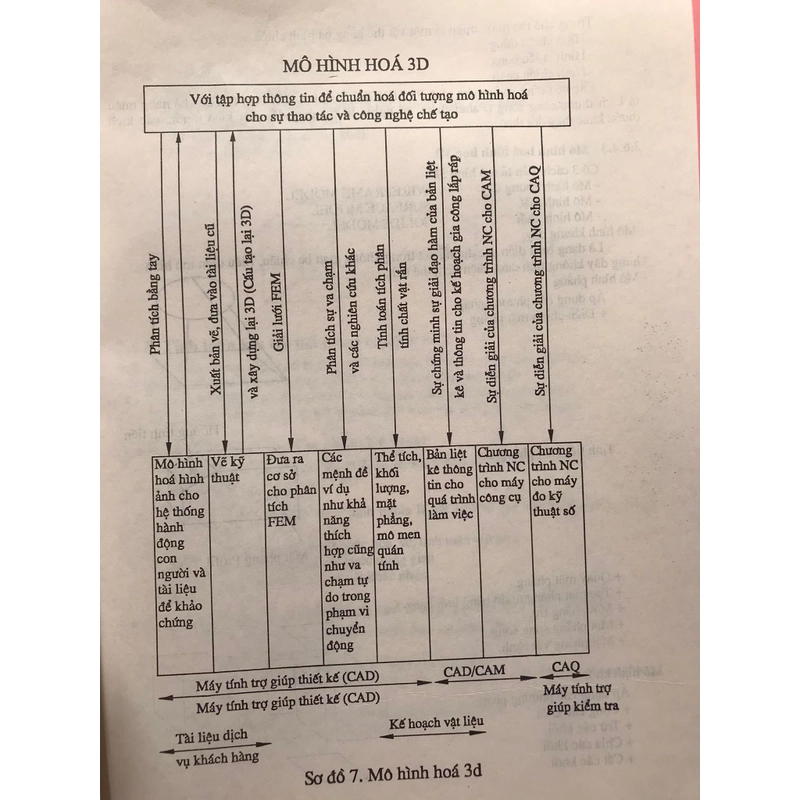 MÔ HÌNH HOÁ 3D
Với tập hợp thông tin để chuẩn hoá đối tượng mô hình hoá
cho sự thao tác và công nghệ chế tạo
Phân tích bằng tay
Xuất bản vẽ, đưa vào tài liệu cũ
và xây dựng lại 3D (Cấu tạo lại 3D)
Giải lưới FEM
Phân tích sự va chạm
và các nghiên cứu khác
Tính toán tích phân
tính chất vật rắn
Sự chứng minh sự giải đạo hàm của bản liệt
kê và thông tin cho kế hoạch gia công lắp ráp
Sự diễn giải của chương trình NC cho CAM
Sự diễn giải của chương trình NC cho CAQ
Mô hình
hoá hình
ảnh cho
hệ thống
hành
động
con
người và
tài liệu
để khảo
chứng
Vẽ kỹ
thuật
Đưa ra
cơ sở
cho phân
tích
FEM
Các
mệnh đề
ví dụ
như khả
năng
thích
hợp cũng
như va
chạm tự
do trong
phạm vi
chuyển
động
Thể tích,
khối
lượng,
mặt
phẳng,
mô men
quán
tính
Bản liệt
kê thông
tin cho
quá trình
làm việc
Chương
trình NC
cho máy
công cụ
Chương
trình NC
cho máy
đo kỹ
thuật số
Máy tính trợ giúp thiết kế (CAD)
CAD/CAM
CAQ
Máy tính trợ giúp thiết kế (CAD)
Máy tính trợ
giúp kiểm tra
Tài liệu dịch
vụ khách hàng
Kế hoạch vật liệu
Sơ đồ 7. Mô hình hoá 3d